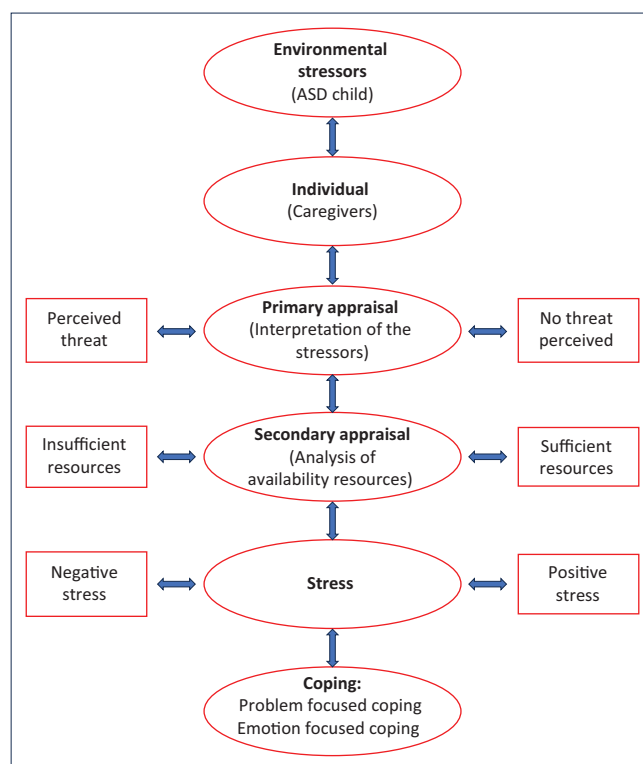 Environmental
stressors
(ASD child)
Individual
(Caregivers)
Perceived
threat
Primary appraisal
(Interpretation of the
stressors)
No threat
perceived
Insufficient
resources
Secondary appraisal
(Analysis of
availability resources)
Sufficient
resources
Negative
stress
Stress
Positive
stress
Coping:
Problem focused coping
Emotion focused coping